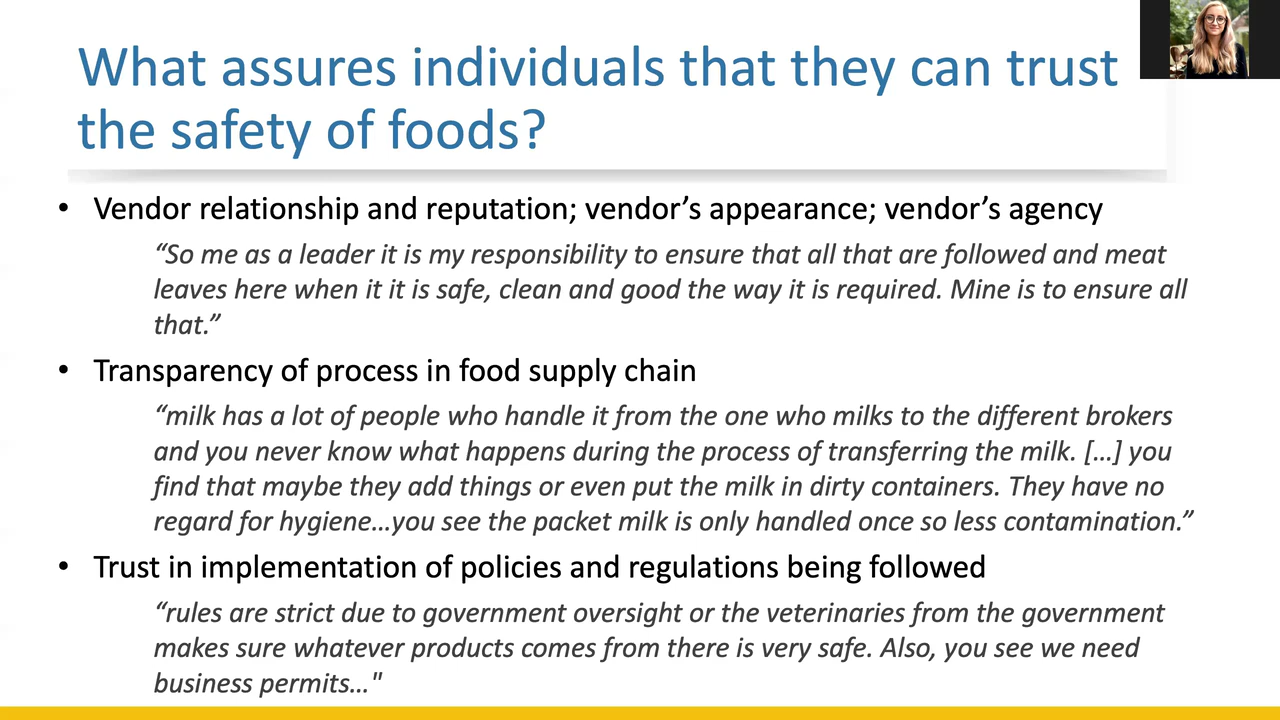 What assures individuals that they can trust
the safety of foods?
• Vendor relationship and reputation; vendor’s appearance; vendor’s agency
“So me as a leader it is my responsibility to ensure that all that are followed and meat
leaves here when it it is safe, clean and good the way it is required. Mine is to ensure all
that.”
• Transparency of process in food supply chain
“milk has a lot of people who handle it from the one who milks to the different brokers
and you never know what happens during the process of transferring the milk. […] you
find that maybe they add things or even put the milk in dirty containers. They have no
regard for hygiene…you see the packet milk is only handled once so less contamination.”
• Trust in implementation of policies and regulations being followed
“rules are strict due to government oversight or the veterinaries from the government
makes sure whatever products comes from there is very safe. Also, you see we need
business permits…"